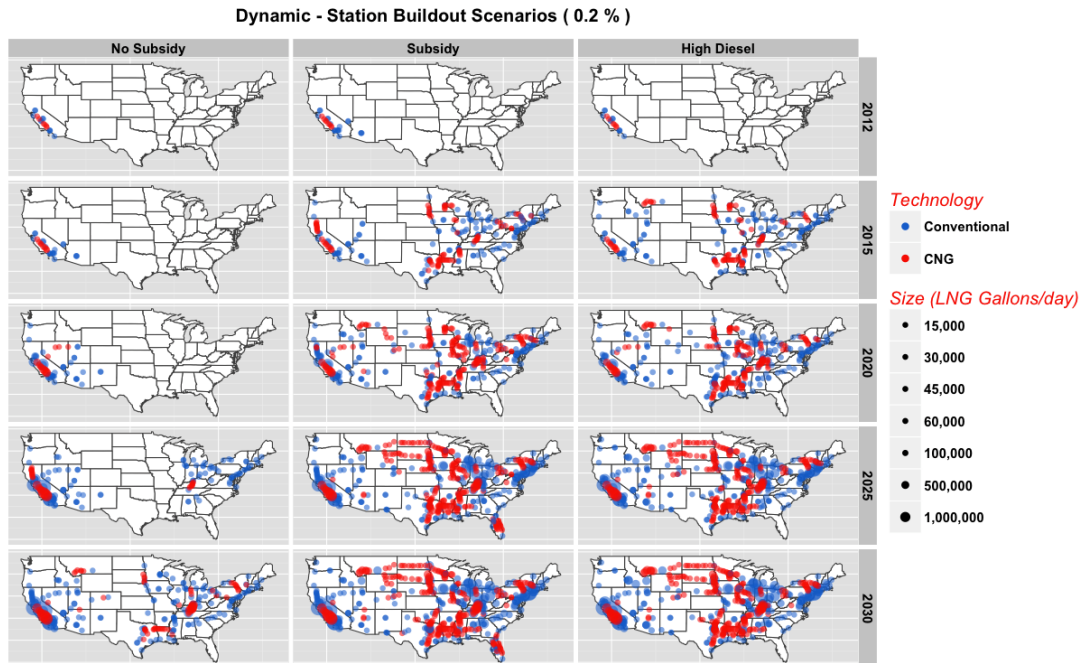 Dynamic - Station Buildout Scenarios ( 0.2 % )
No Subsidy
Subsidy
High Diesel
2012
2015
2020
2025
2030
Technology
Conventional
CNG
Size (LNG Gallons/day)
15,000
30,000
45,000
60,000
100,000
500,000
1,000,000